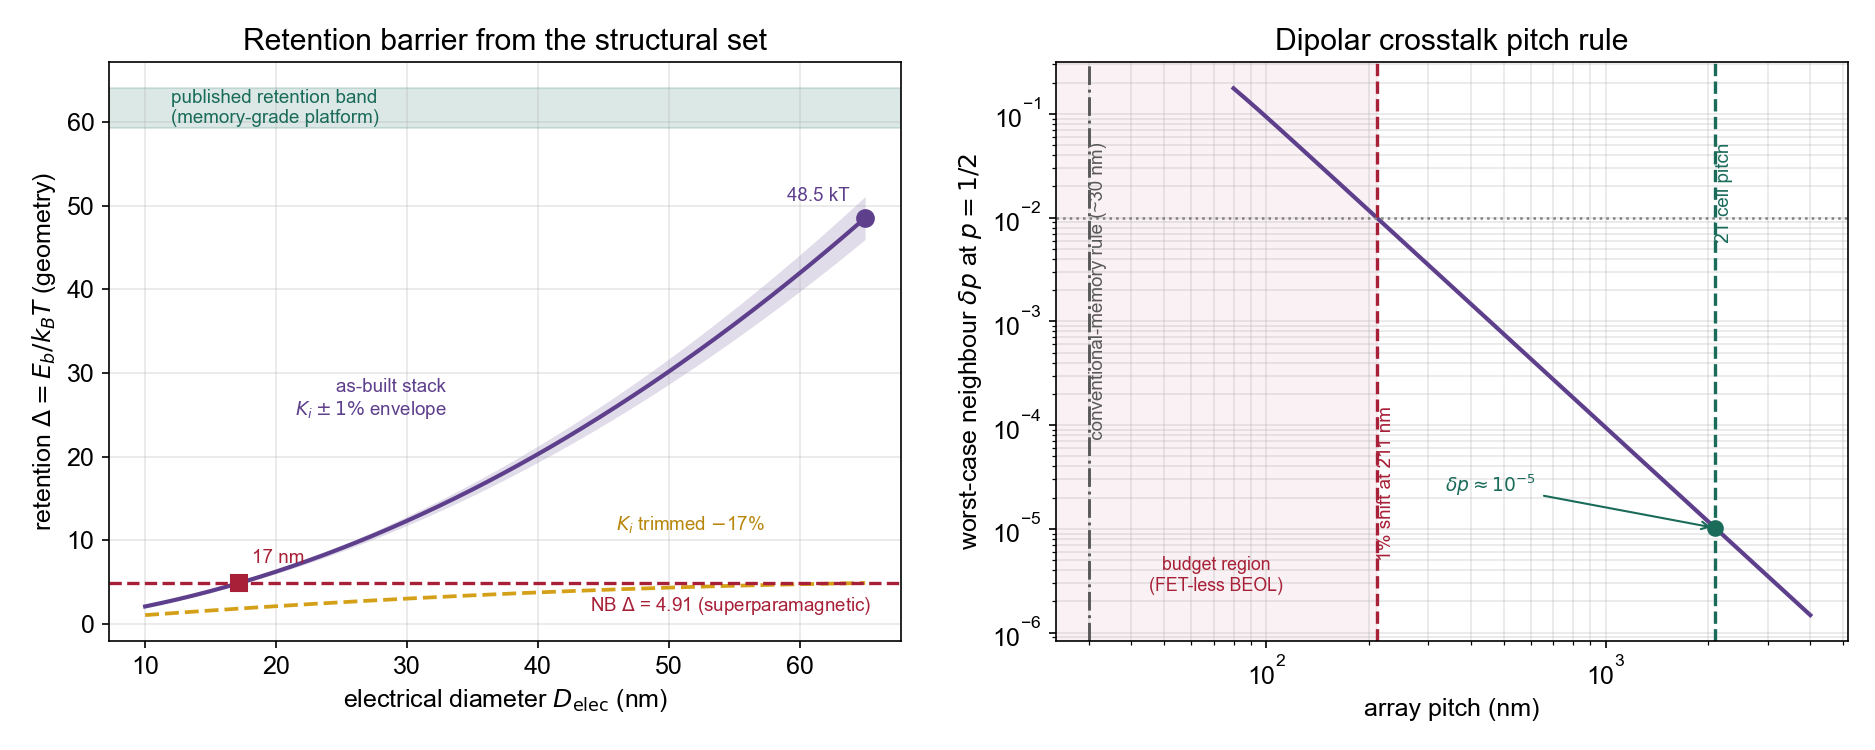 Retention barrier from the structural set
retention Δ = E_b/k_BT (geometry)
60
50
40
30
20
10
0
published retention band
(memory-grade platform)
48.5 kT
as-built stack
K_i ± 1% envelope
K_i trimmed −17%
17 nm
NB Δ = 4.91 (superparamagnetic)
10
20
30
40
50
60
electrical diameter D_elec (nm)
Dipolar crosstalk pitch rule
worst-case neighbour δp at p = 1/2
10⁻¹
10⁻²
10⁻³
10⁻⁴
10⁻⁵
10⁻⁶
conventional-memory rule (~30 nm)
1% shift at 211 nm
2T cell pitch
δp ≈ 10⁻⁵
budget region
(FET-less BEOL)
10²
10³
array pitch (nm)